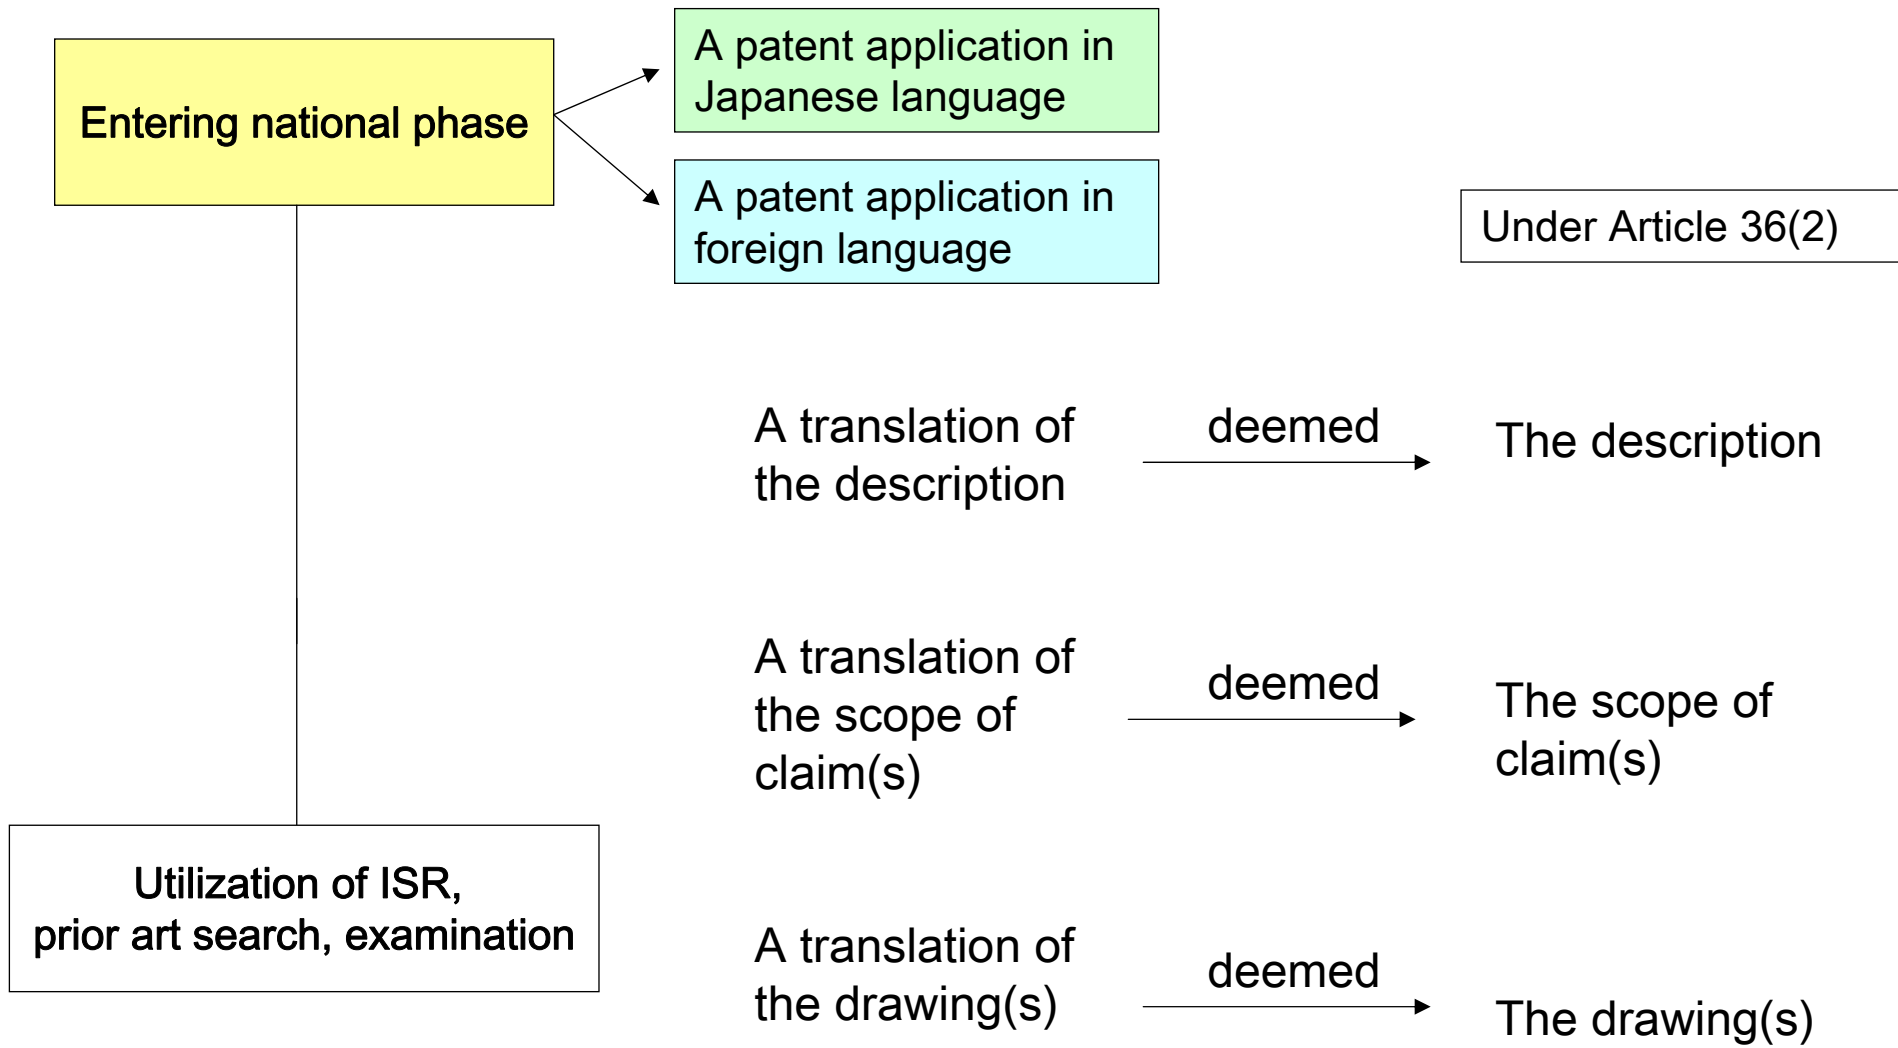 Entering national phase
A patent application in
Japanese language
A patent application in
foreign language
Under Article 36(2)
A translation of
the description
deemed
The description
A translation of
the scope of
claim(s)
deemed
The scope of
claim(s)
Utilization of ISR,
prior art search, examination
A translation of
the drawing(s)
deemed
The drawing(s)